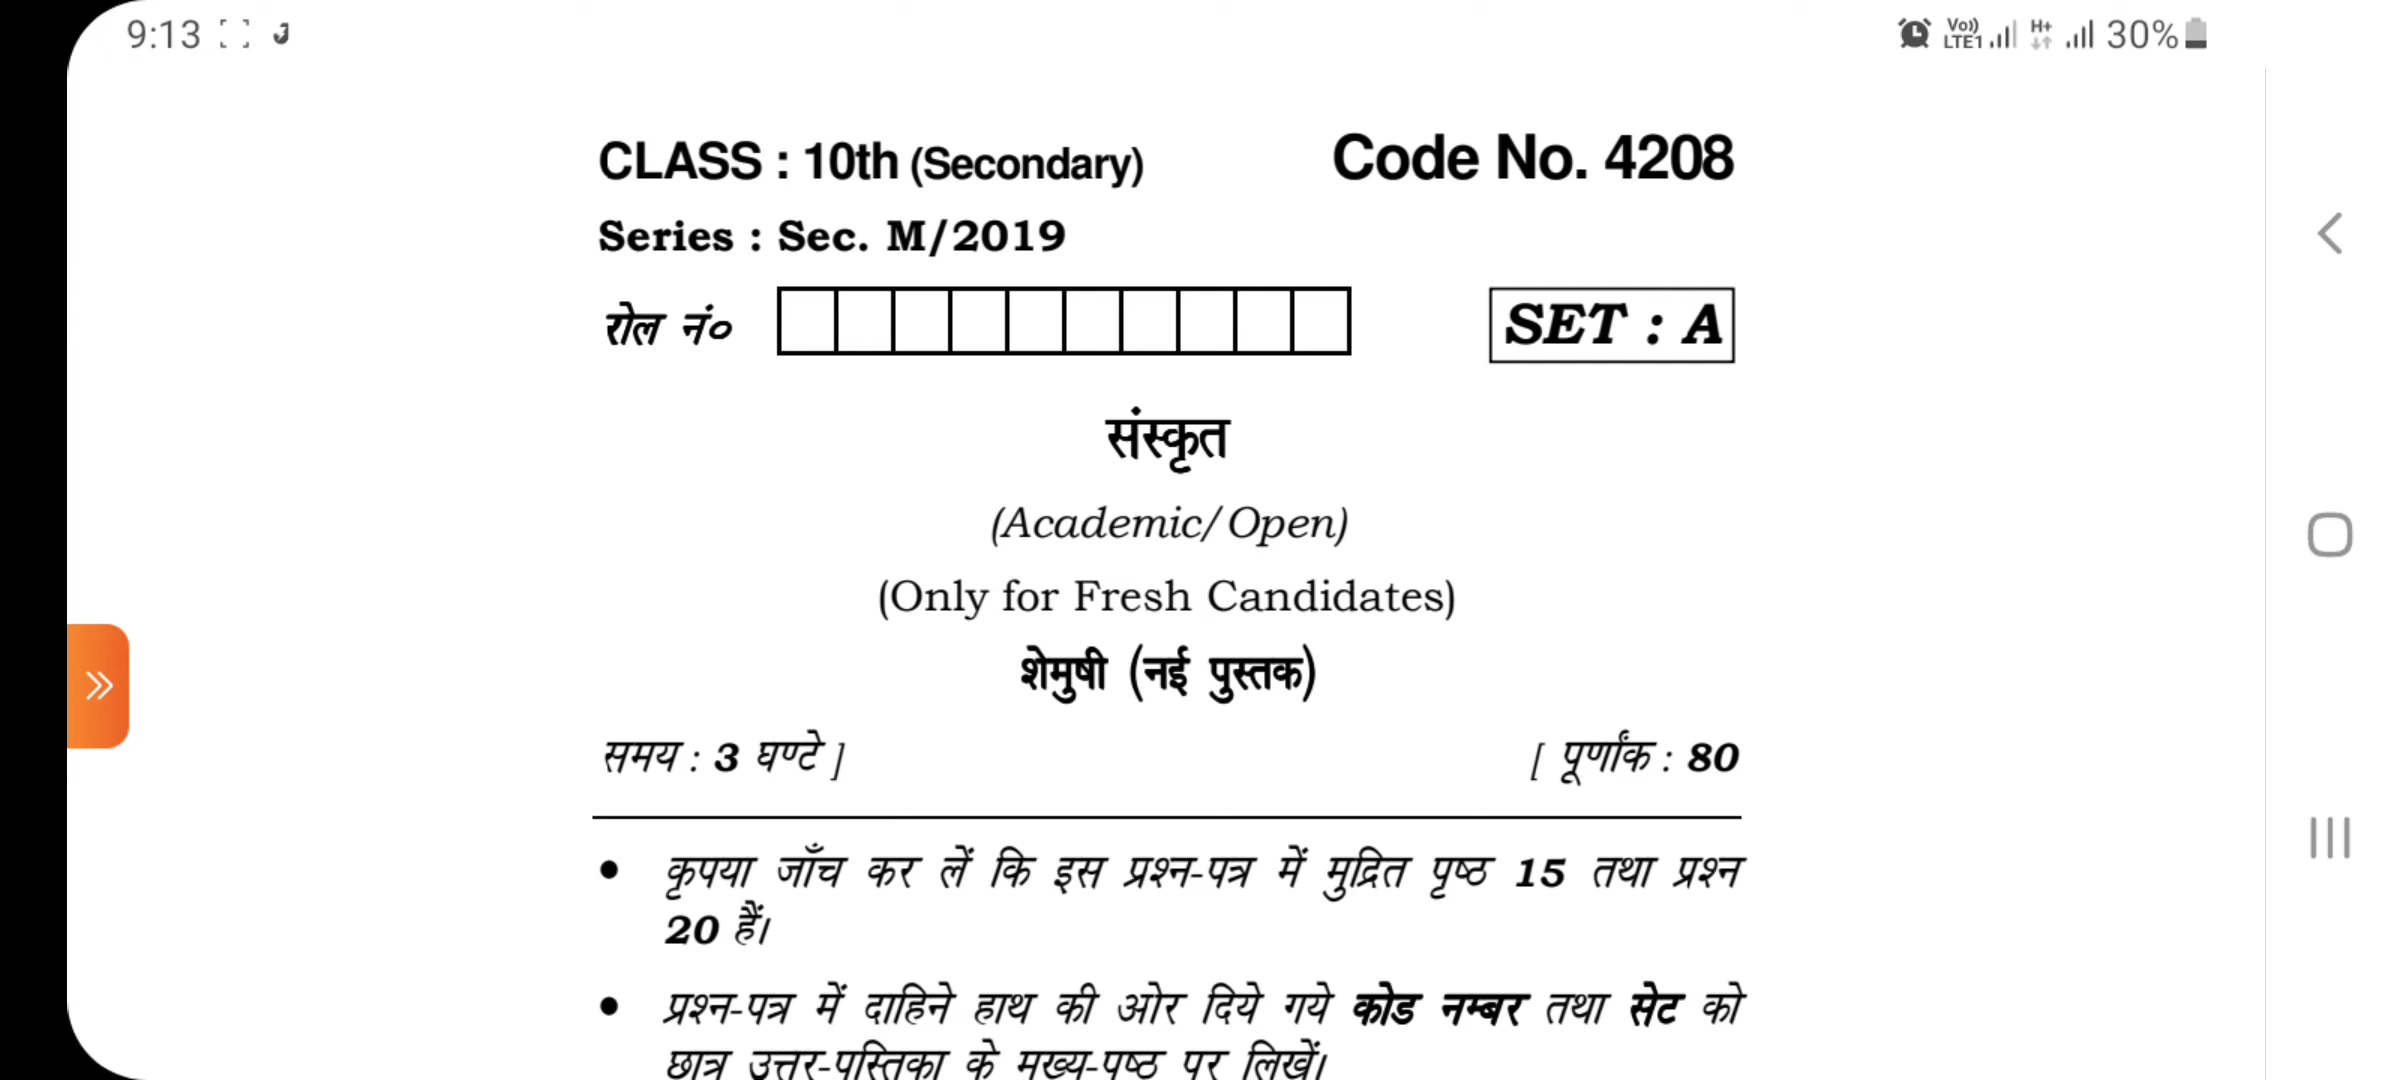 9:13
Vo)) LTE1 H+ 30%
CLASS : 10th (Secondary) Code No. 4208
Series : Sec. M/2019
रोल नं० SET : A
संस्कृत
(Academic/Open)
(Only for Fresh Candidates)
शेमुषी (नई पुस्तक)
समय : 3 घण्टे ] [ पूर्णांक : 80
• कृपया जाँच कर लें कि इस प्रश्न-पत्र में मुद्रित पृष्ठ 15 तथा प्रश्न
20 हैं।
• प्रश्न-पत्र में दाहिने हाथ की ओर दिये गये कोड नम्बर तथा सेट को
छात्र उत्तर-पुस्तिका के मुख्य-पृष्ठ पर लिखें।